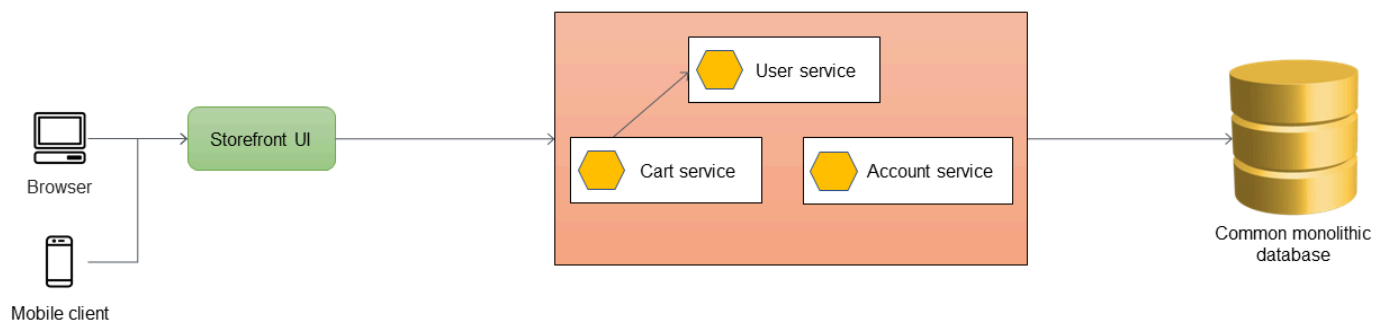 User service
Storefront UI
Browser
Cart service
Account service
Common monolithic
database
Mobile client